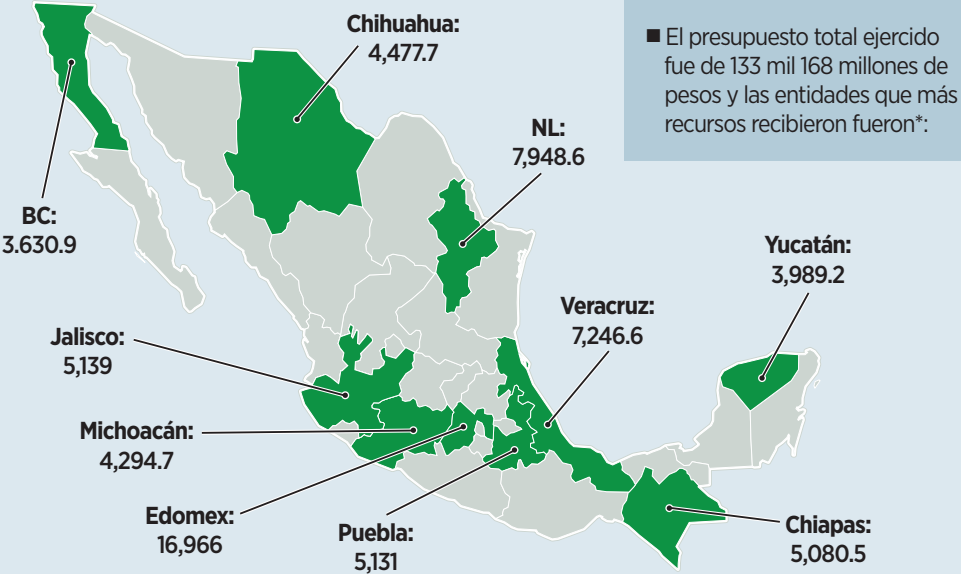 ■ El presupuesto total ejercido
fue de 133 mil 168 millones de
pesos y las entidades que más
recursos recibieron fueron*:
Chihuahua:
4,477.7
NL:
7,948.6
BC:
3.630.9
Yucatán:
3,989.2
Veracruz:
7,246.6
Jalisco:
5,139
Michoacán:
4,294.7
Edomex:
16,966
Puebla:
5,131
Chiapas:
5,080.5